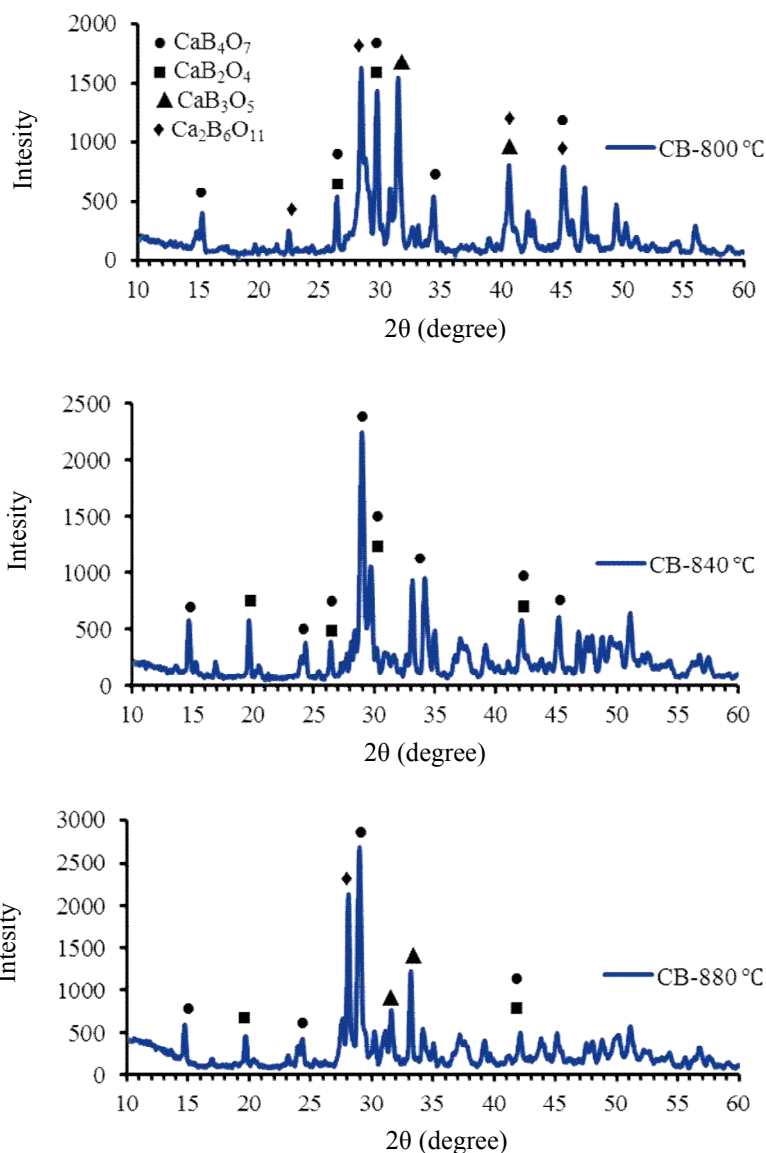 2000
● CaB₄O₇
■ CaB₂O₄
1500
▲ CaB₃O₅
♦ Ca₂B₆O₁₁
Intesity
1000
CB-800 °C
500
0
10 15 20 25 30 35 40 45 50 55 60
2θ (degree)
2500
2000
1500
Intesity
1000
CB-840 °C
500
0
10 15 20 25 30 35 40 45 50 55 60
2θ (degree)
3000
2500
2000
1500
Intesity
CB-880 °C
1000
500
0
10 15 20 25 30 35 40 45 50 55 60
2θ (degree)